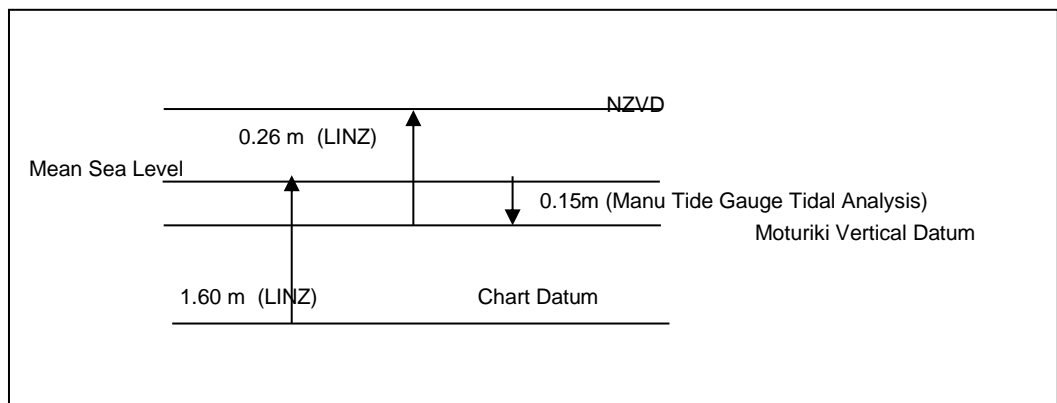 NZVD
0.26 m (LINZ)
Mean Sea Level
0.15m (Manu Tide Gauge Tidal Analysis)
Moturiki Vertical Datum
1.60 m (LINZ)
Chart Datum